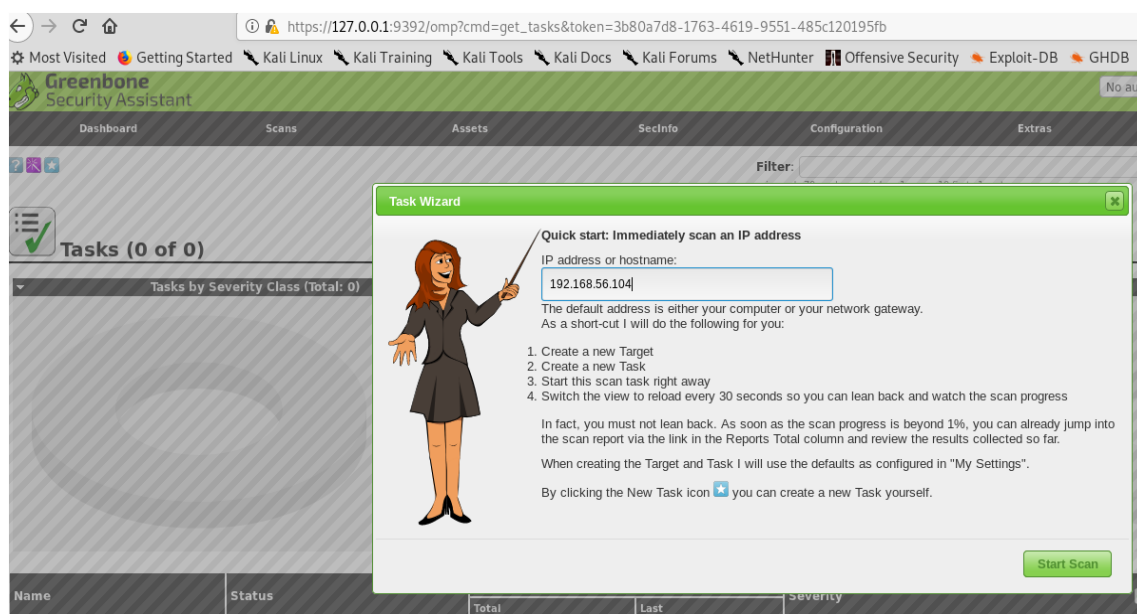 https://127.0.0.1:9392/omp?cmd=get_tasks&token=3b80a7d8-1763-4619-9551-485c120195fb
Most Visited Getting Started Kali Linux Kali Training Kali Tools Kali Docs Kali Forums NetHunter Offensive Security Exploit-DB GHDB
Greenbone
Security Assistant
No au
Dashboard Scans Assets SecInfo Configuration Extras
Filter:
Task Wizard
Tasks (0 of 0)
Tasks by Severity Class (Total: 0)
Quick start: Immediately scan an IP address
IP address or hostname:
192.168.56.104
The default address is either your computer or your network gateway.
As a short-cut I will do the following for you:
1. Create a new Target
2. Create a new Task
3. Start this scan task right away
4. Switch the view to reload every 30 seconds so you can lean back and watch the scan progress
In fact, you must not lean back. As soon as the scan progress is beyond 1%, you can already jump into
the scan report via the link in the Reports Total column and review the results collected so far.
When creating the Target and Task I will use the defaults as configured in "My Settings".
By clicking the New Task icon you can create a new Task yourself.
Start Scan
Name Status Severity
Total Last